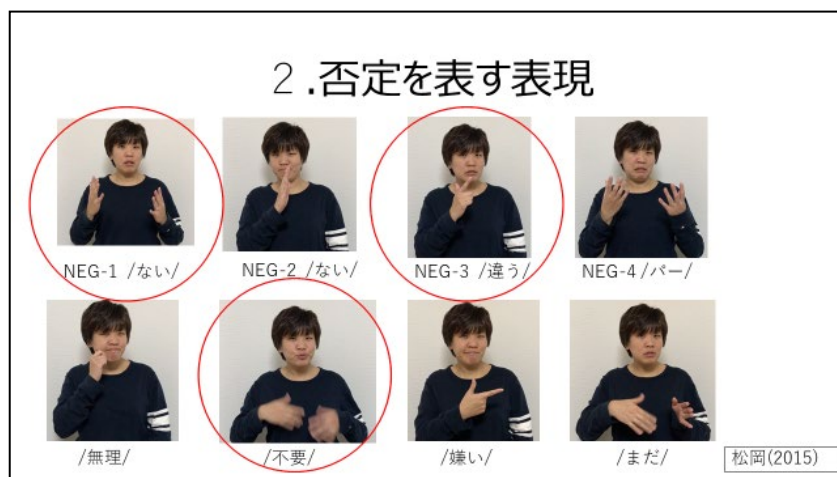 2.否定を表す表現
NEG-1 /ない/
NEG-2 /ない/
NEG-3 /違う/
NEG-4 /パー/
/無理/
/不要/
/嫌い/
/まだ/
松岡(2015)